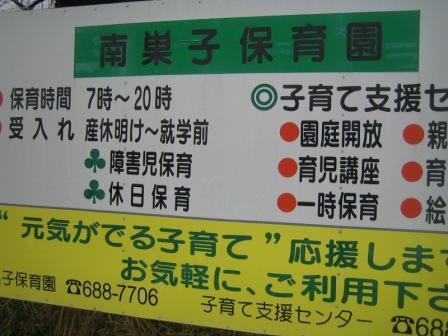 南巣子保育園
●保育時間 7時～20時
●受入れ 産休明け～就学前
♣障害児保育
♣休日保育
◎子育て支援セ
●園庭開放 ●親
●育児講座 ●育
●一時保育 ●絵
“元気がでる子育て”応援しま
お気軽に、ご利用下さ
子保育園 ☎688-7706 子育て支援センター ☎68